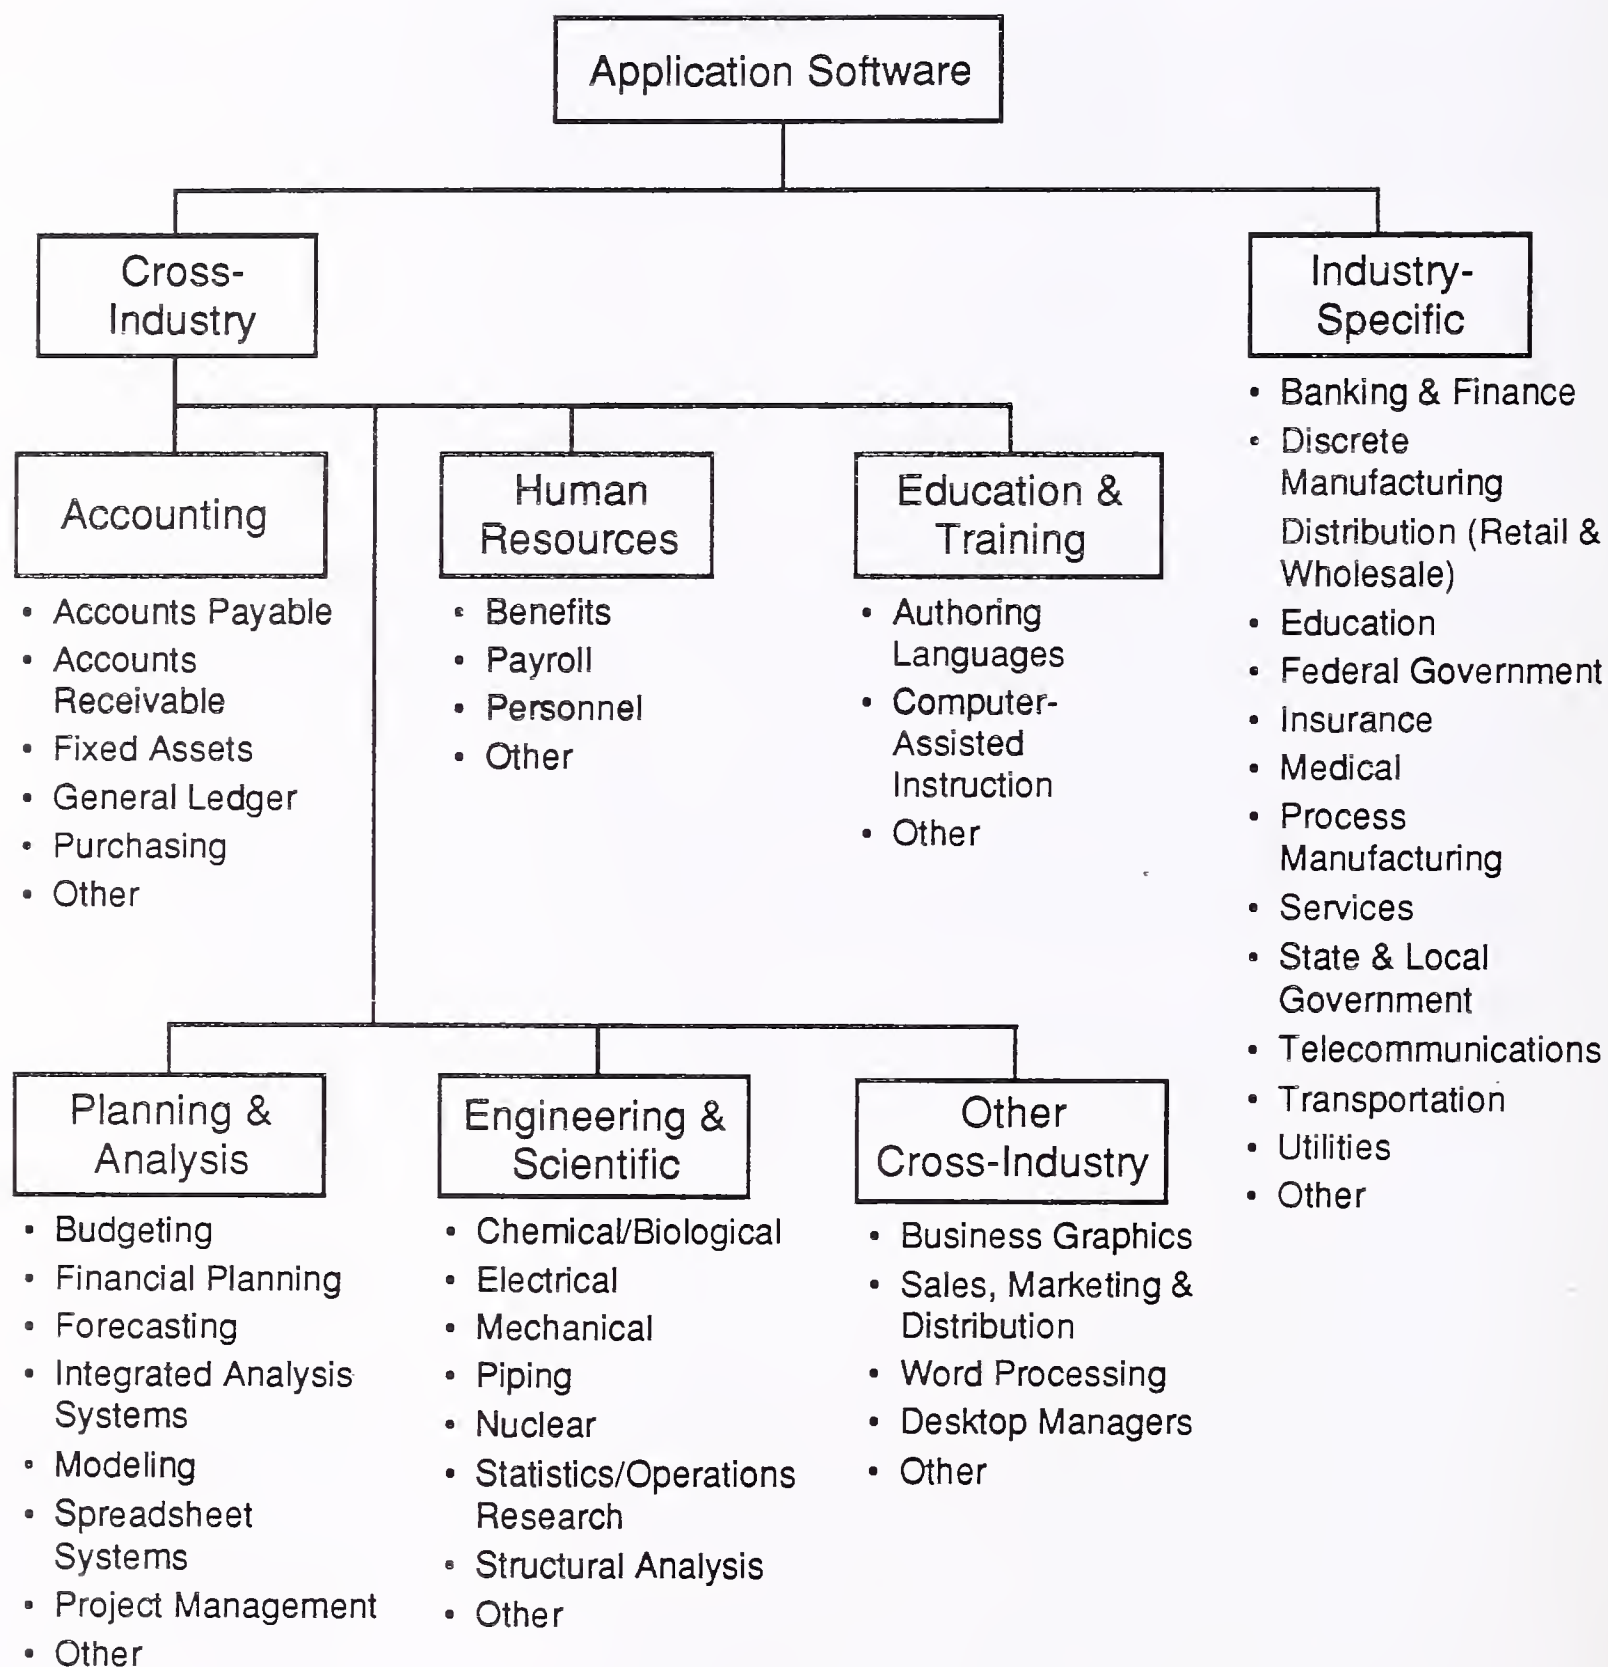 Application Software
Cross-
Industry
Industry-
Specific
• Banking & Finance
• Discrete
Manufacturing
Distribution (Retail &
Wholesale)
• Education
• Federal Government
• Insurance
• Medical
• Process
Manufacturing
• Services
• State & Local
Government
• Telecommunications
• Transportation
• Utilities
• Other
Accounting
• Accounts Payable
• Accounts
Receivable
• Fixed Assets
• General Ledger
• Purchasing
• Other
Human
Resources
• Benefits
• Payroll
• Personnel
• Other
Education &
Training
• Authoring
Languages
• Computer-
Assisted
Instruction
• Other
Planning &
Analysis
• Budgeting
• Financial Planning
• Forecasting
• Integrated Analysis
Systems
• Modeling
• Spreadsheet
Systems
• Project Management
• Other
Engineering &
Scientific
• Chemical/Biological
• Electrical
• Mechanical
• Piping
• Nuclear
• Statistics/Operations
Research
• Structural Analysis
• Other
Other
Cross-Industry
• Business Graphics
• Sales, Marketing &
Distribution
• Word Processing
• Desktop Managers
• Other